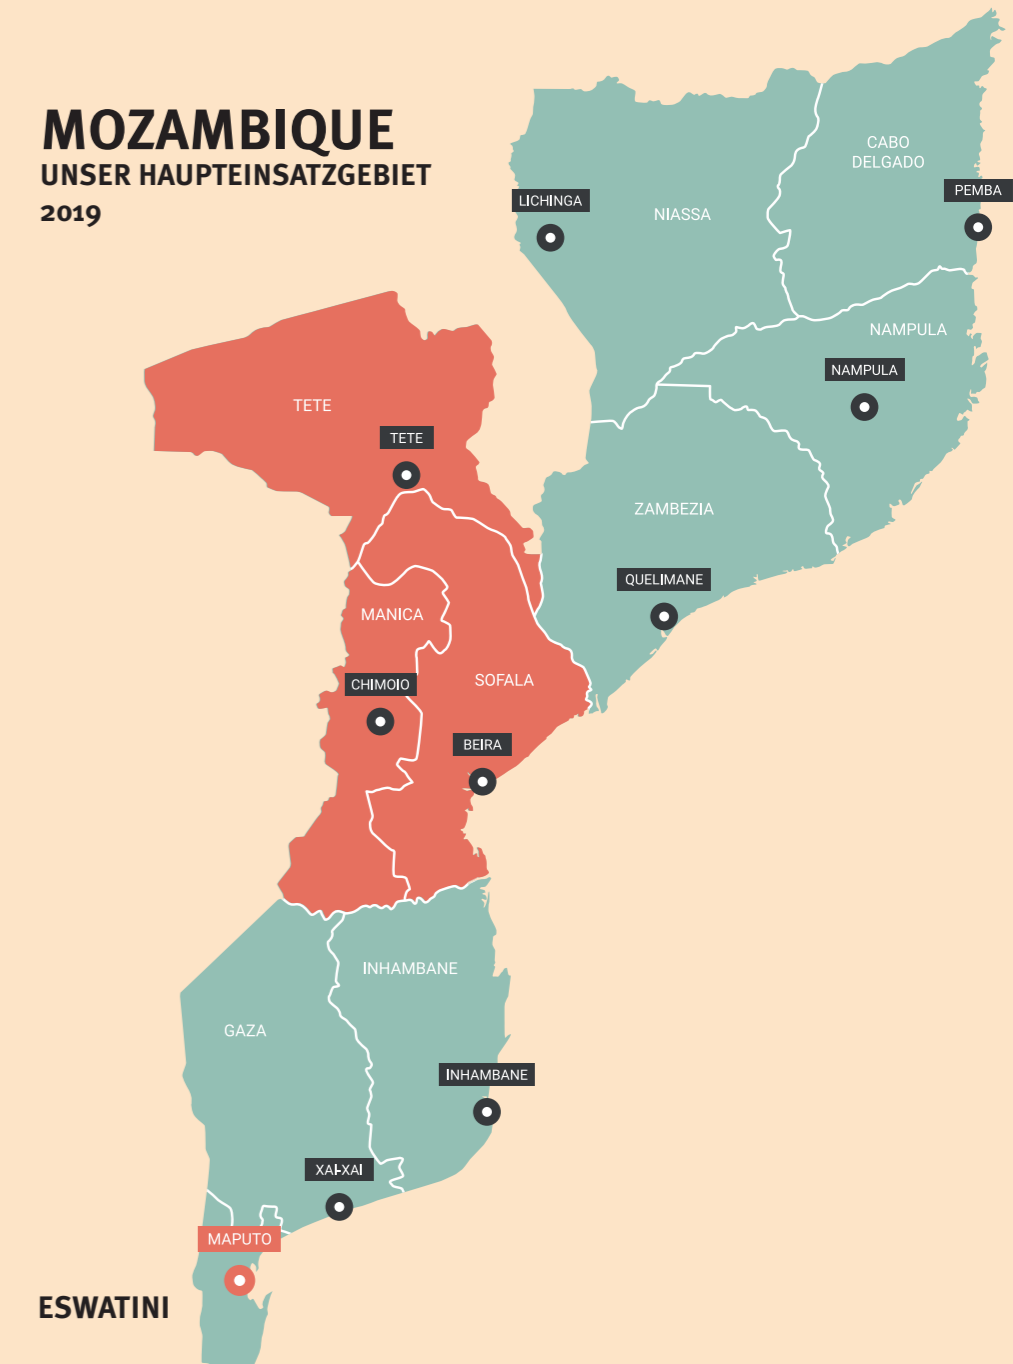 MOZAMBIQUE
UNSER HAUPTEINSATZGEBIET
2019
CABO
DELGADO
PEMBA
LICHINGA
NIASSA
NAMPULA
NAMPULA
TETE
TETE
ZAMBEZIA
QUELIMANE
MANICA
SOFALA
CHIMOIO
BEIRA
INHAMBANE
GAZA
INHAMBANE
XAI-XAI
MAPUTO
ESWATINI